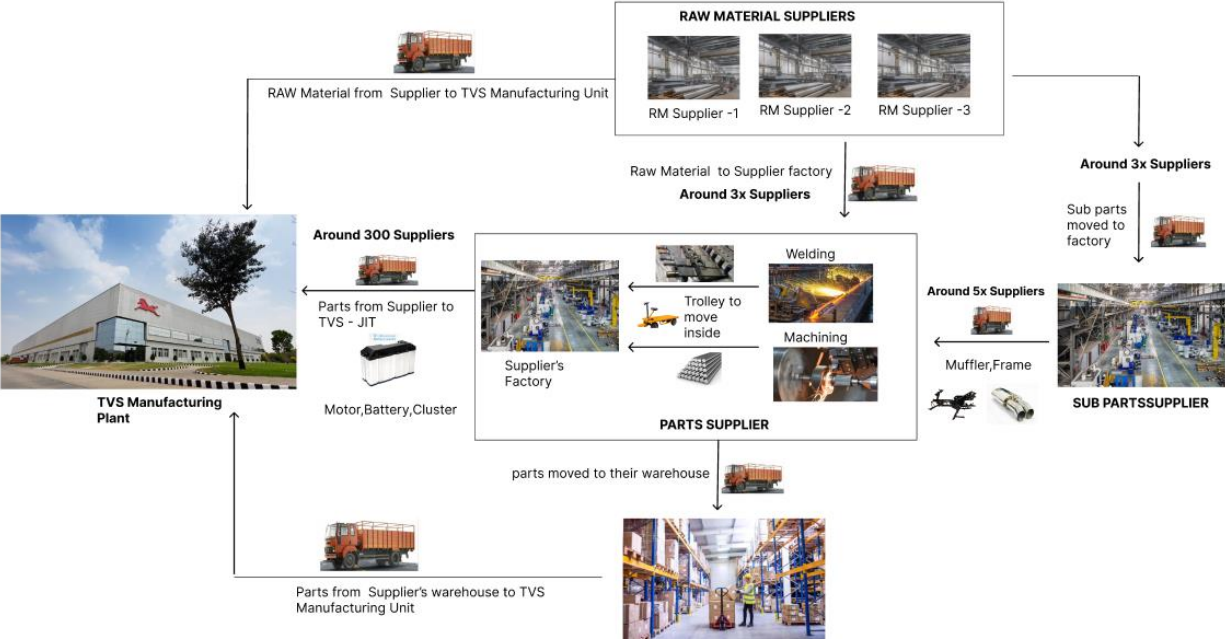 RAW MATERIAL SUPPLIERS
RM Supplier -1
RM Supplier -2
RM Supplier -3
RAW Material from Supplier to TVS Manufacturing Unit
Raw Material to Supplier factory
Around 3x Suppliers
Around 3x Suppliers
Sub parts
moved to
factory
Around 300 Suppliers
Parts from Supplier to
TVS - JIT
Motor,Battery,Cluster
TVS Manufacturing
Plant
Welding
Trolley to
move
inside
Machining
Supplier's
Factory
PARTS SUPPLIER
Around 5x Suppliers
Muffler,Frame
SUB PARTSSUPPLIER
parts moved to their warehouse
Parts from Supplier's warehouse to TVS
Manufacturing Unit